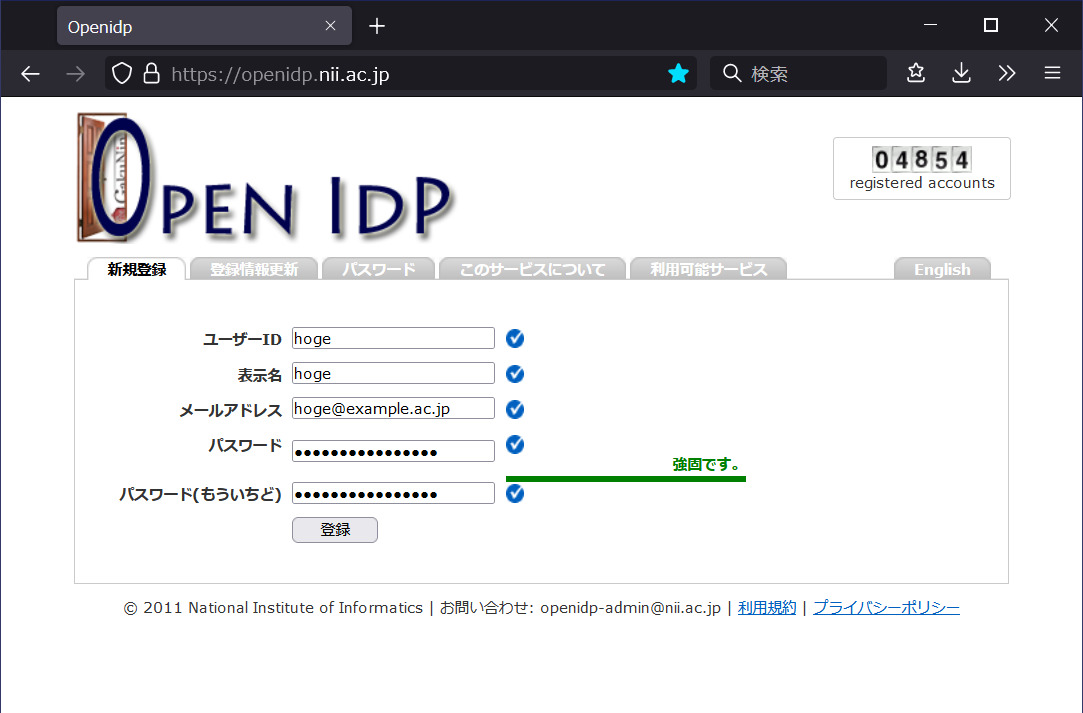 Openidp
https://openidp.nii.ac.jp
検索
GakuNin
OPEN IDP
04854
registered accounts
新規登録 登録情報更新 パスワード このサービスについて 利用可能サービス English
ユーザーID hoge
表示名 hoge
メールアドレス hoge@example.ac.jp
パスワード ••••••••••••••••
強固です。
パスワード(もういちど) ••••••••••••••••
登録
© 2011 National Institute of Informatics | お問い合わせ: openidp-admin@nii.ac.jp | 利用規約 | プライバシーポリシー